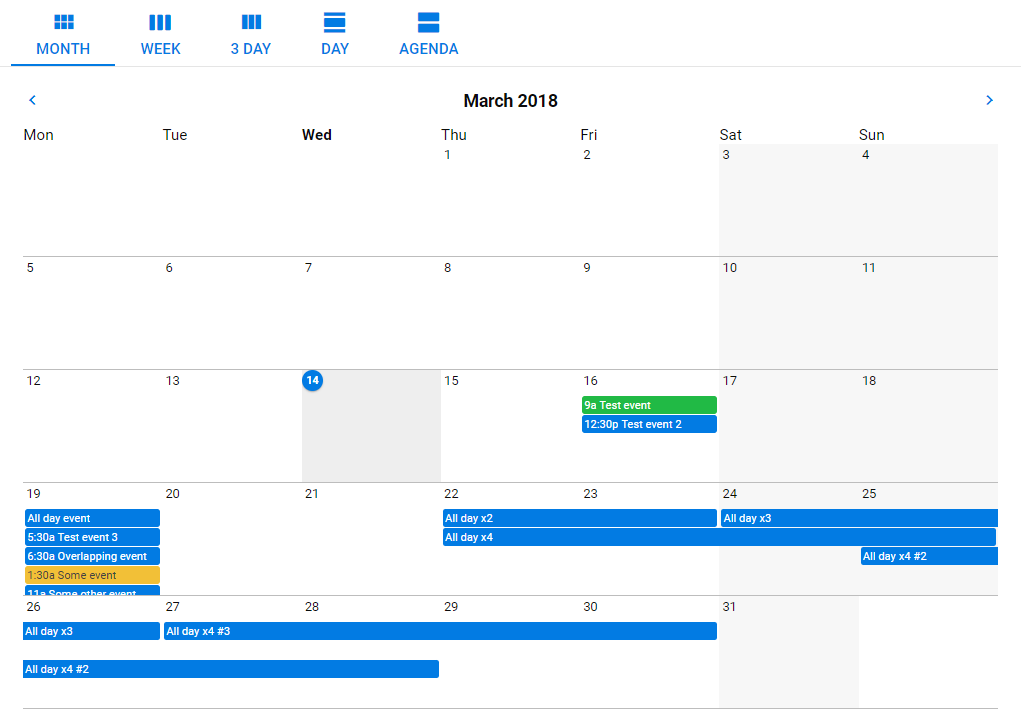 MONTH WEEK 3 DAY DAY AGENDA
March 2018
Mon Tue Wed Thu Fri Sat Sun
1 2 3 4
5 6 7 8 9 10 11
12 13 14 15 16 17 18
9a Test event
12:30p Test event 2
19 20 21 22 23 24 25
All day event All day x2 All day x3
5:30a Test event 3 All day x4
6:30a Overlapping event All day x4 #2
1:30a Some event
11a Some other event
26 27 28 29 30 31
All day x3 All day x4 #3
All day x4 #2